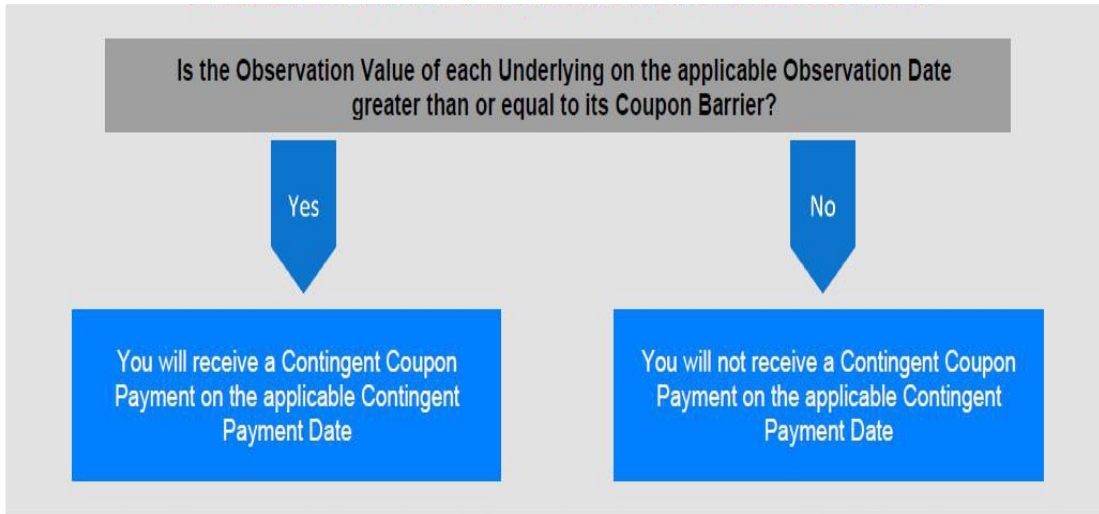 Is the Observation Value of each Underlying on the applicable Observation Date
greater than or equal to its Coupon Barrier?
Yes
No
You will receive a Contingent Coupon
Payment on the applicable Contingent
Payment Date
You will not receive a Contingent Coupon
Payment on the applicable Contingent
Payment Date